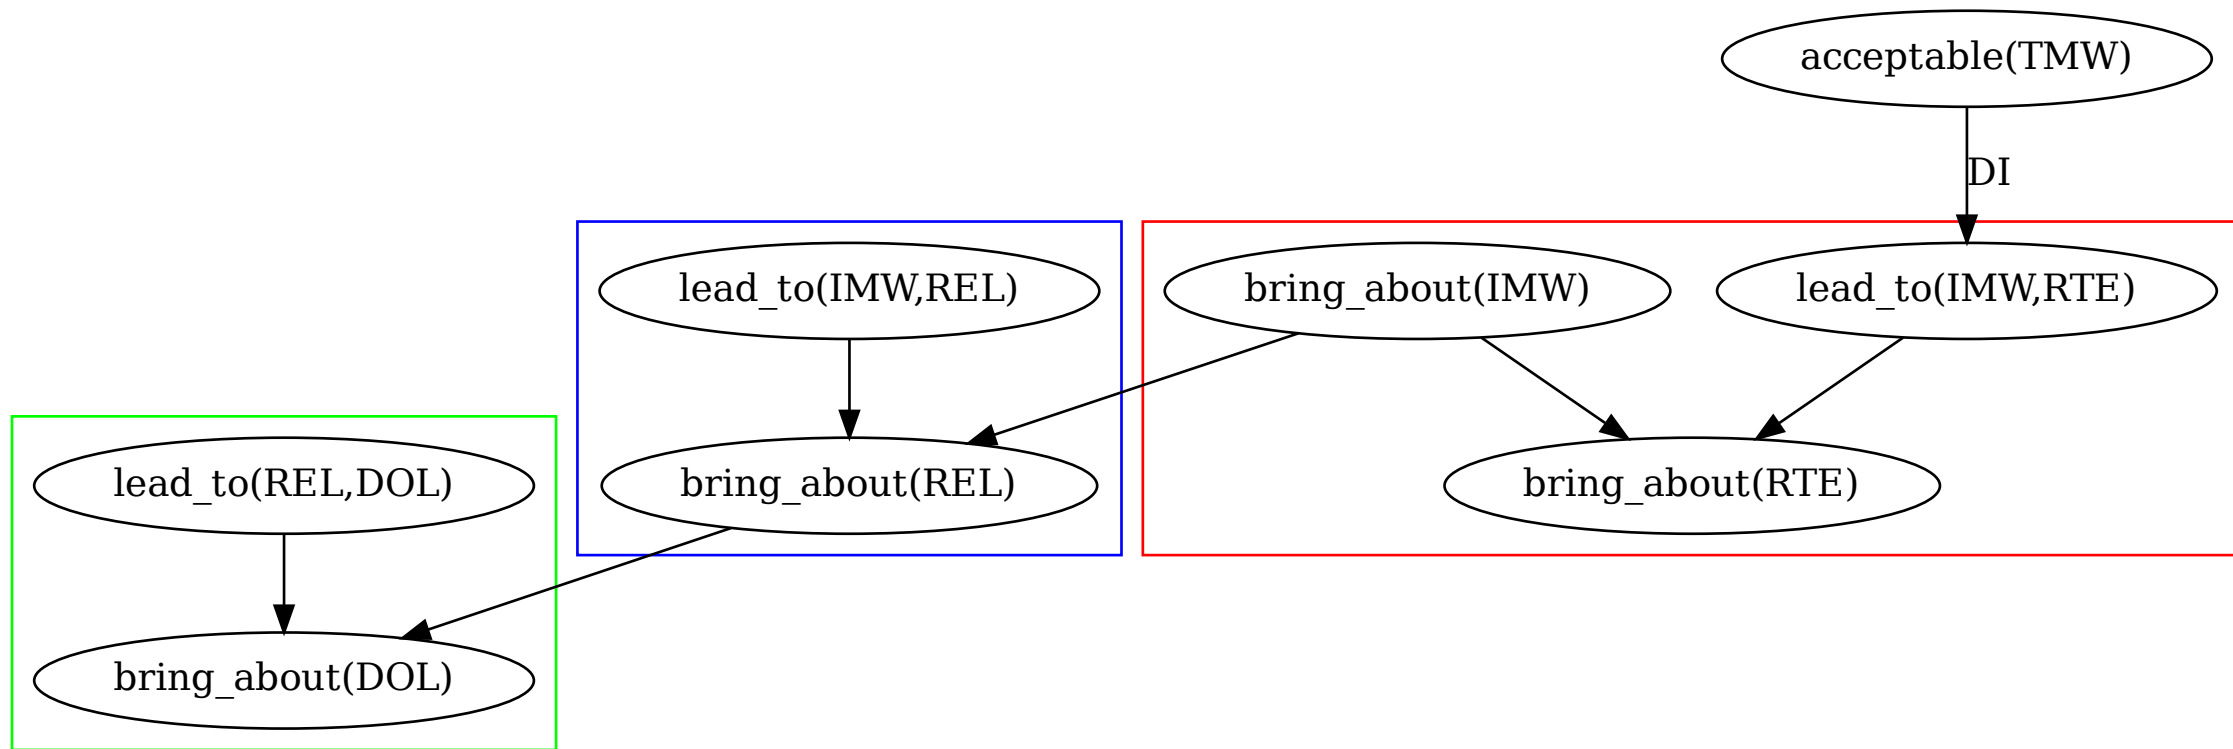 acceptable(TMW)
DI
lead_to(IMW,REL)
bring_about(IMW)
lead_to(IMW,RTE)
lead_to(REL,DOL)
bring_about(REL)
bring_about(RTE)
bring_about(DOL)